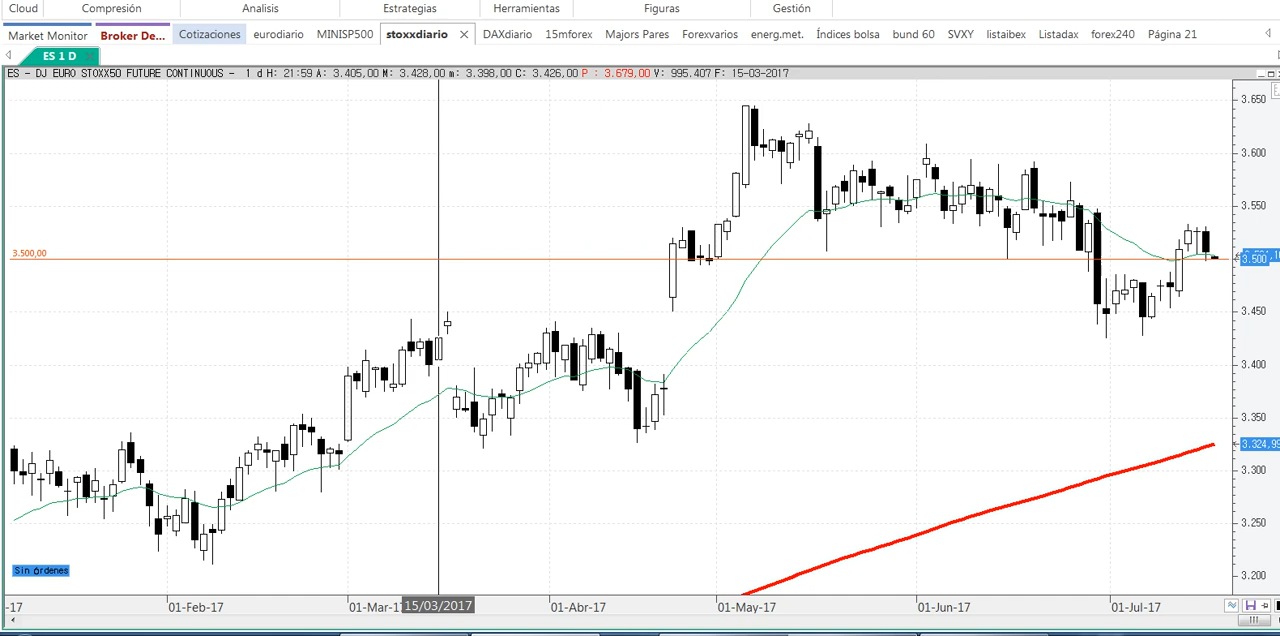 Cloud Compresión Analisis Estrategias Herramientas Figuras Gestión
Market Monitor Broker De... Cotizaciones eurodiario MINISP500 stoxxdiario DAXdiario 15mforex Majors Pares Forexvarios energ.met. Índices bolsa bund 60 SVXY listaibex Listadax forex240 Página 21
ES 1 D
ES - DJ EURO STOXX50 FUTURE CONTINUOUS - 1 d H: 21:59 A: 3.405,00 M: 3.428,00 m: 3.398,00 C: 3.426,00 P : 3.679,00 V: 995.407 F: 15-03-2017
3.650
3.600
3.550
3.500,00
3.500
3.450
3.400
3.350
3.324,99
3.300
3.250
3.200
Sin órdenes
-17 01-Feb-17 01-Mar-17 15/03/2017 01-Abr-17 01-May-17 01-Jun-17 01-Jul-17